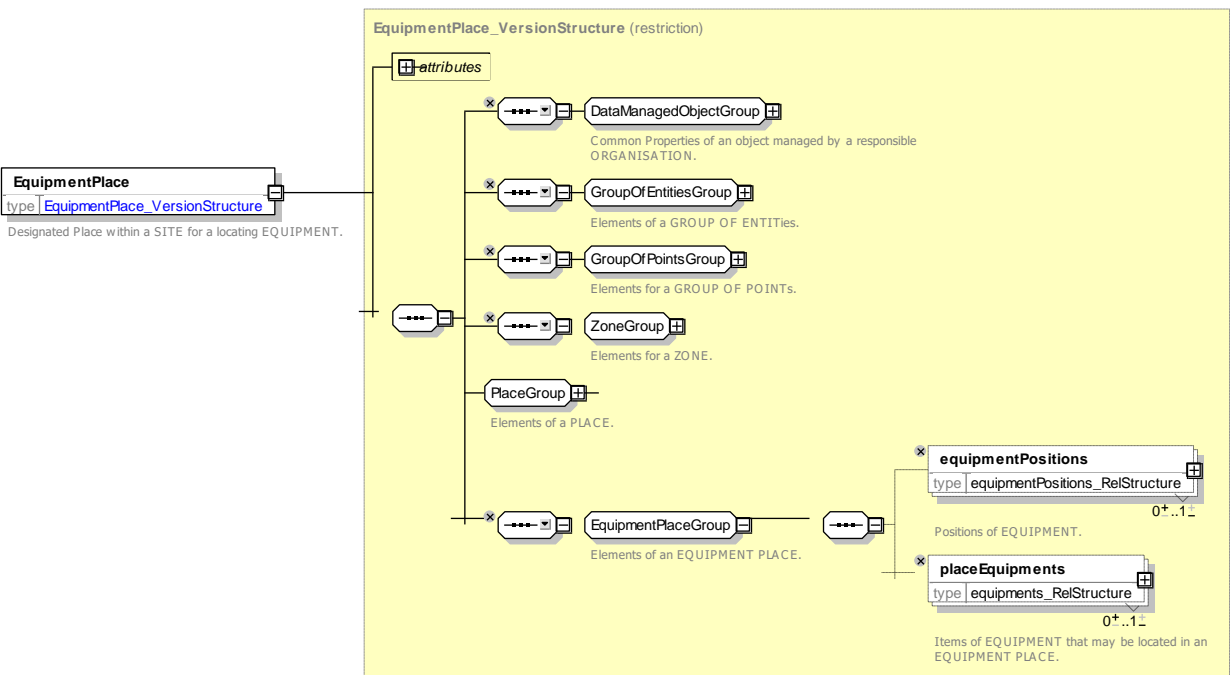 EquipmentPlace_VersionStructure (restriction)
attributes
DataManagedObjectGroup
Common Properties of an object managed by a responsible
ORGANISATION.
EquipmentPlace
type EquipmentPlace_VersionStructure
Designated Place within a SITE for a locating EQUIPMENT.
GroupOfEntitiesGroup
Elements of a GROUP OF ENTITies.
GroupOfPointsGroup
Elements for a GROUP OF POINTs.
ZoneGroup
Elements for a ZONE.
PlaceGroup
Elements of a PLACE.
EquipmentPlaceGroup
Elements of an EQUIPMENT PLACE.
equipmentPositions
type equipmentPositions_RelStructure
0..1
Positions of EQUIPMENT.
placeEquipments
type equipments_RelStructure
0..1
Items of EQUIPMENT that may be located in an
EQUIPMENT PLACE.